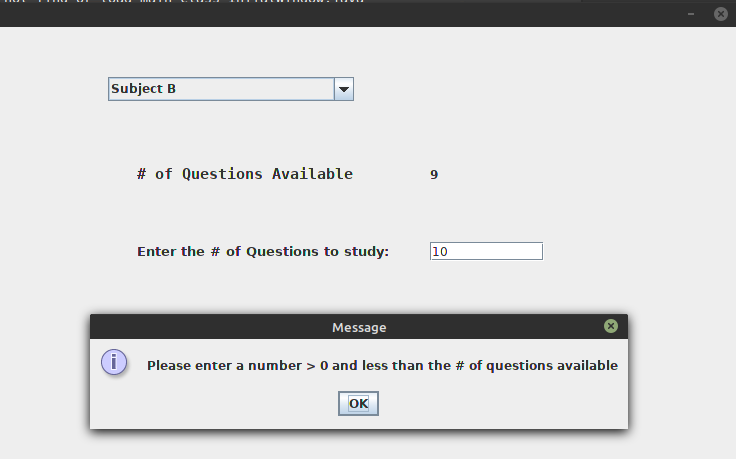 Subject B
# of Questions Available 9
Enter the # of Questions to study: 10
Message
i
Please enter a number > 0 and less than the # of questions available
OK